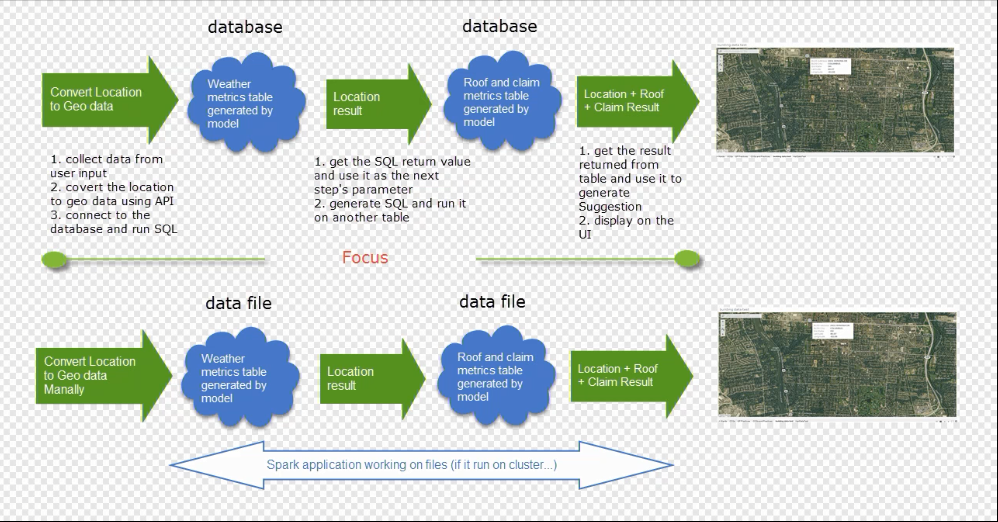 database
database
Convert Location
to Geo data
Weather
metrics table
generated by
model
Location
result
Roof and claim
metrics table
generated by
model
Location + Roof
+ Claim Result
1. collect data from
user input
2. covert the location
to geo data using API
3. connect to the
database and run SQL
1. get the SQL return value
and use it as the next
step's parameter
2. generate SQL and run it
on another table
1. get the result
returned from
table and use it to
generate
Suggestion
2. display on the
UI
Focus
data file
data file
Convert Location
to Geo data
Manally
Weather
metrics table
generated by
model
Location
result
Roof and claim
metrics table
generated by
model
Location + Roof
+ Claim Result
Spark application working on files (if it run on cluster...)